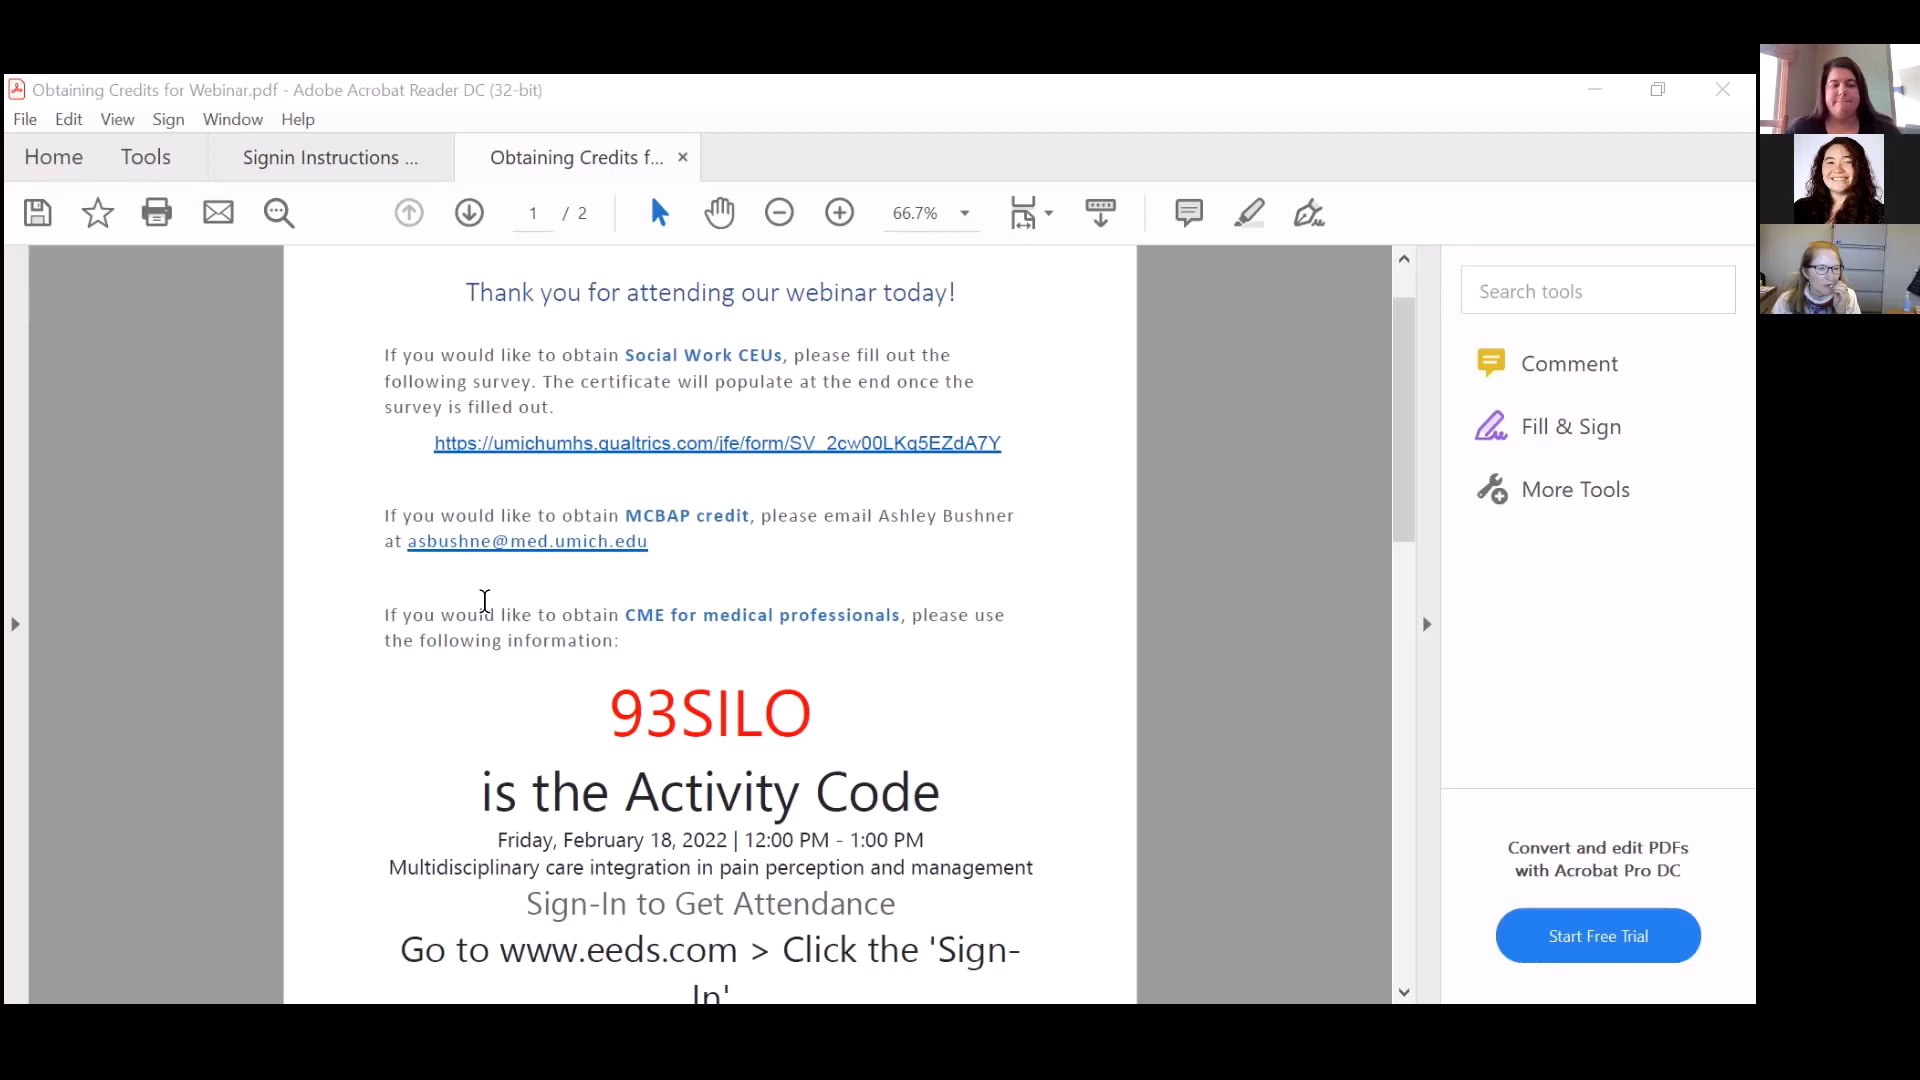 Obtaining Credits for Webinar.pdf - Adobe Acrobat Reader DC (32-bit)
File Edit View Sign Window Help
Home Tools Signin Instructions ... Obtaining Credits f... ×
1 / 2 66.7%
Thank you for attending our webinar today!
If you would like to obtain Social Work CEUs, please fill out the
following survey. The certificate will populate at the end once the
survey is filled out.
https://umichumhs.qualtrics.com/jfe/form/SV_2cw00LKq5EZdA7Y
If you would like to obtain MCBAP credit, please email Ashley Bushner
at asbushne@med.umich.edu
If you would like to obtain CME for medical professionals, please use
the following information:
93SILO
is the Activity Code
Friday, February 18, 2022 | 12:00 PM - 1:00 PM
Multidisciplinary care integration in pain perception and management
Sign-In to Get Attendance
Go to www.eeds.com > Click the 'Sign-
In'
Search tools
Comment
Fill & Sign
More Tools
Convert and edit PDFs
with Acrobat Pro DC
Start Free Trial